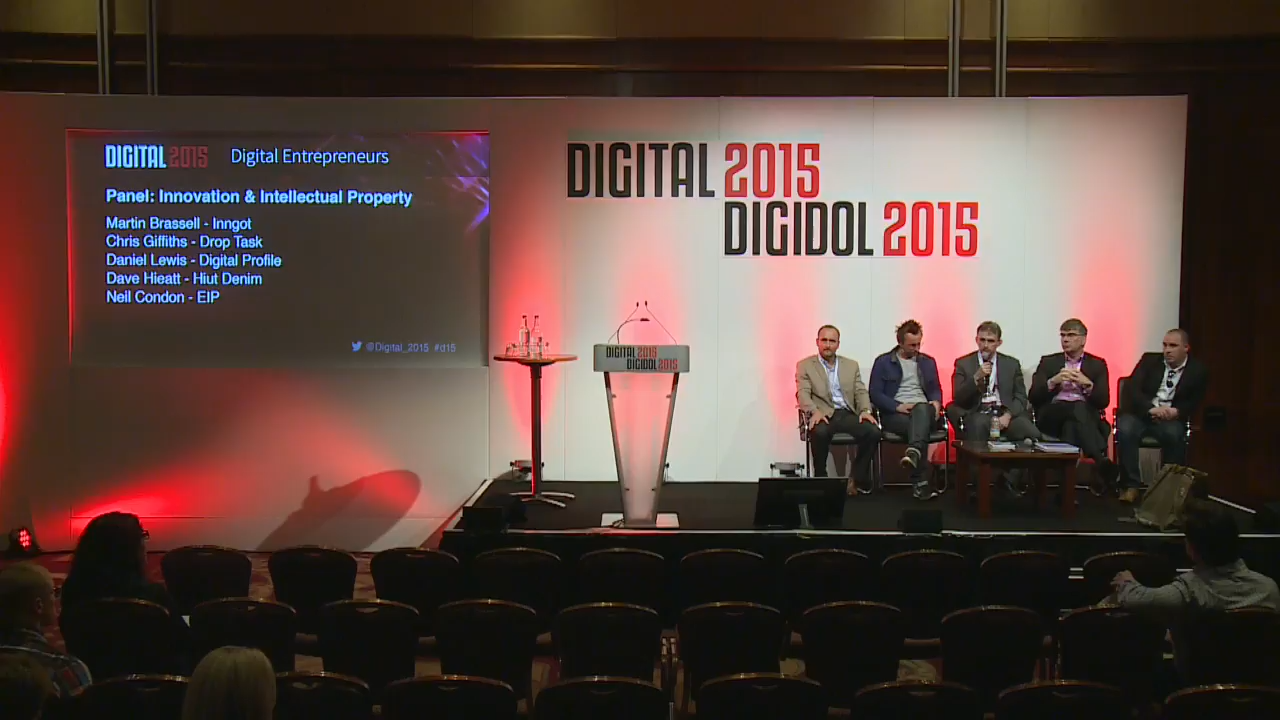 DIGITAL 2015 Digital Entrepreneurs
Panel: Innovation & Intellectual Property
Martin Brassell - Inngot
Chris Giffiths - Drop Task
Daniel Lewis - Digital Profile
Dave Hieatt - Hiut Denim
Neil Condon - EIP
@Digital_2015 #d15
DIGITAL 2015
DIGIDOL 2015
DIGITAL 2015
DIGIDOL 2015